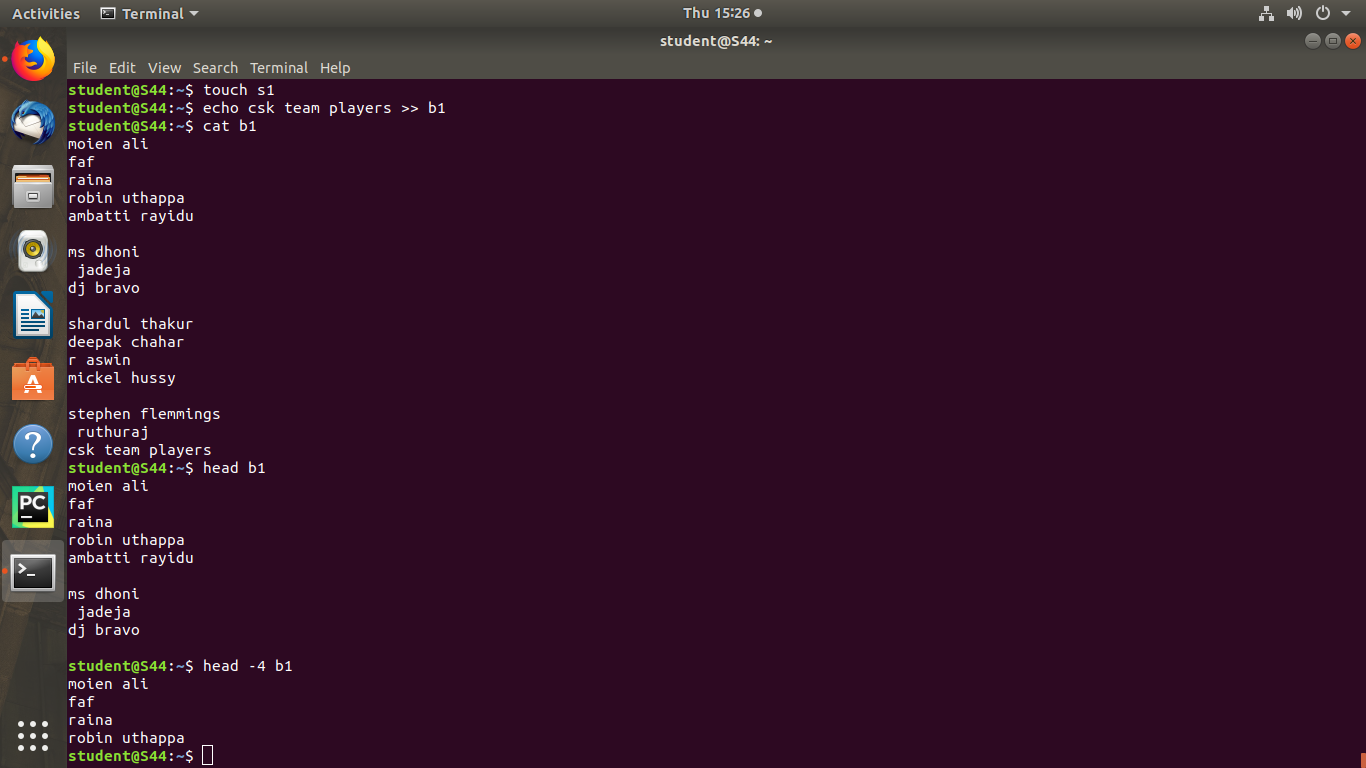 Activities Terminal Thu 15:26
student@S44: ~
File Edit View Search Terminal Help
student@S44:~$ touch s1
student@S44:~$ echo csk team players >> b1
student@S44:~$ cat b1
moien ali
faf
raina
robin uthappa
ambatti rayidu

ms dhoni
 jadeja
dj bravo

shardul thakur
deepak chahar
r aswin
mickel hussy

stephen flemmings
 ruthuraj
csk team players
student@S44:~$ head b1
moien ali
faf
raina
robin uthappa
ambatti rayidu

ms dhoni
 jadeja
dj bravo

student@S44:~$ head -4 b1
moien ali
faf
raina
robin uthappa
student@S44:~$
PC